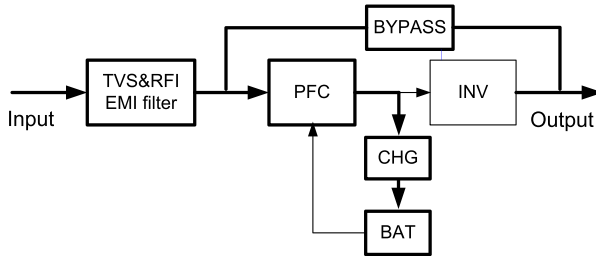 BYPASS
TVS&RFI
EMI filter
PFC
INV
Input
Output
CHG
BAT